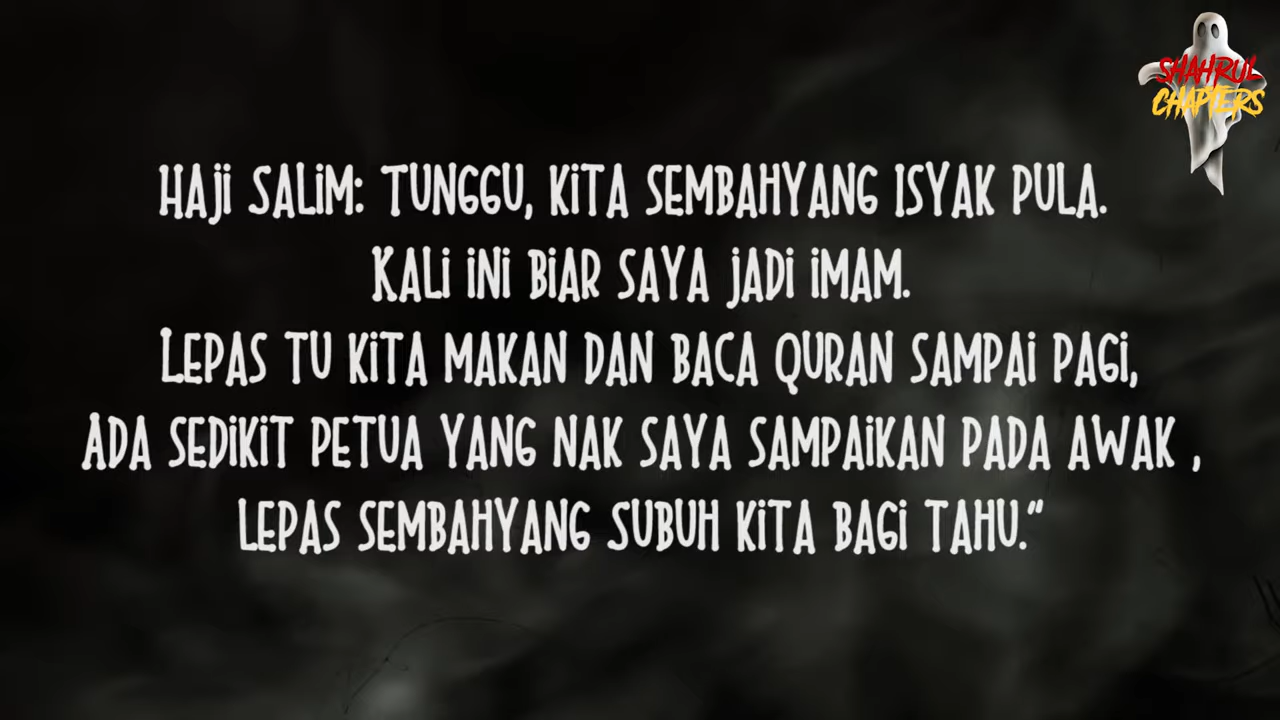 SHAHRUL
CHAPTERS
HAJI SALIM: TUNGGU, KITA SEMBAHYANG ISYAK PULA.
KALI INI BIAR SAYA JADI IMAM.
LEPAS TU KITA MAKAN DAN BACA QURAN SAMPAI PAGI,
ADA SEDIKIT PETUA YANG NAK SAYA SAMPAIKAN PADA AWAK ,
LEPAS SEMBAHYANG SUBUH KITA BAGI TAHU.”